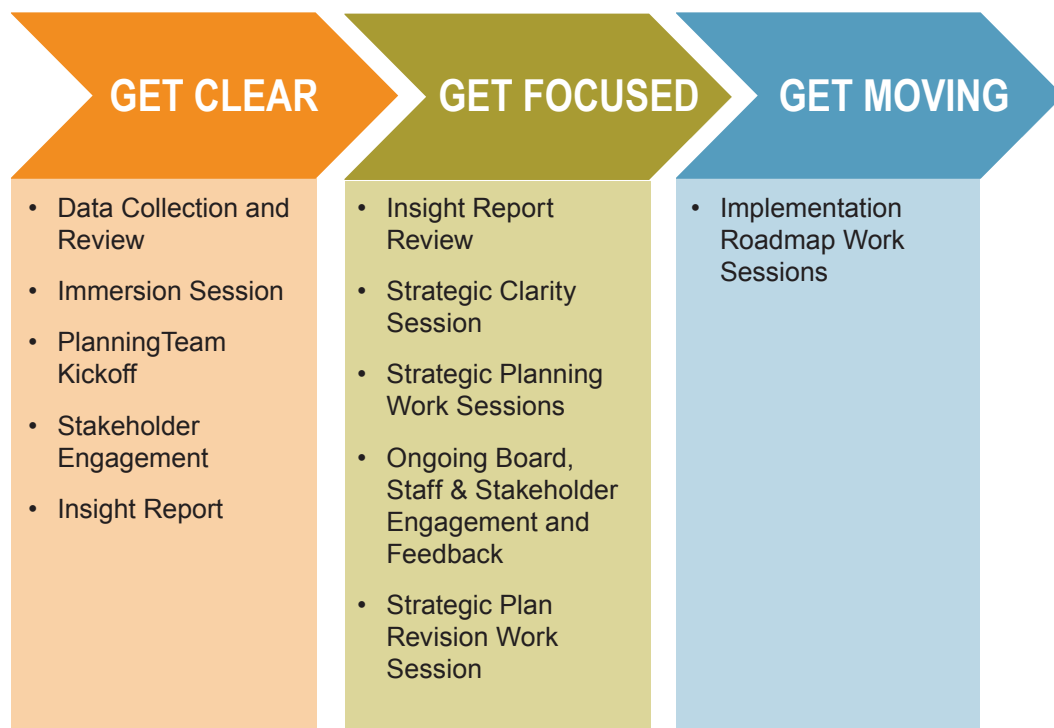 GET CLEAR
• Data Collection and
Review
• Immersion Session
• PlanningTeam
Kickoff
• Stakeholder
Engagement
• Insight Report
GET FOCUSED
• Insight Report
Review
• Strategic Clarity
Session
• Strategic Planning
Work Sessions
• Ongoing Board,
Staff & Stakeholder
Engagement and
Feedback
• Strategic Plan
Revision Work
Session
GET MOVING
• Implementation
Roadmap Work
Sessions